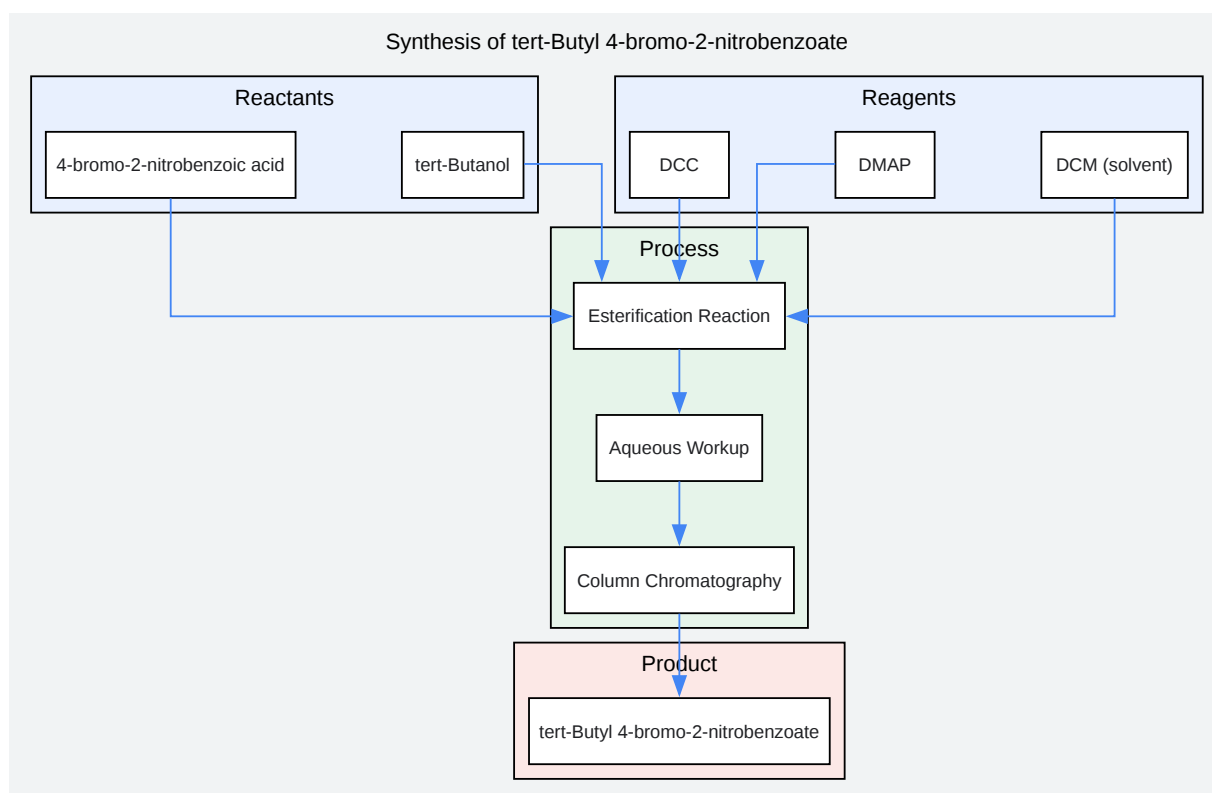 Synthesis of tert-Butyl 4-bromo-2-nitrobenzoate
Reactants
Reagents
4-bromo-2-nitrobenzoic acid
tert-Butanol
DCC
DMAP
DCM (solvent)
Process
Esterification Reaction
Aqueous Workup
Column Chromatography
Product
tert-Butyl 4-bromo-2-nitrobenzoate